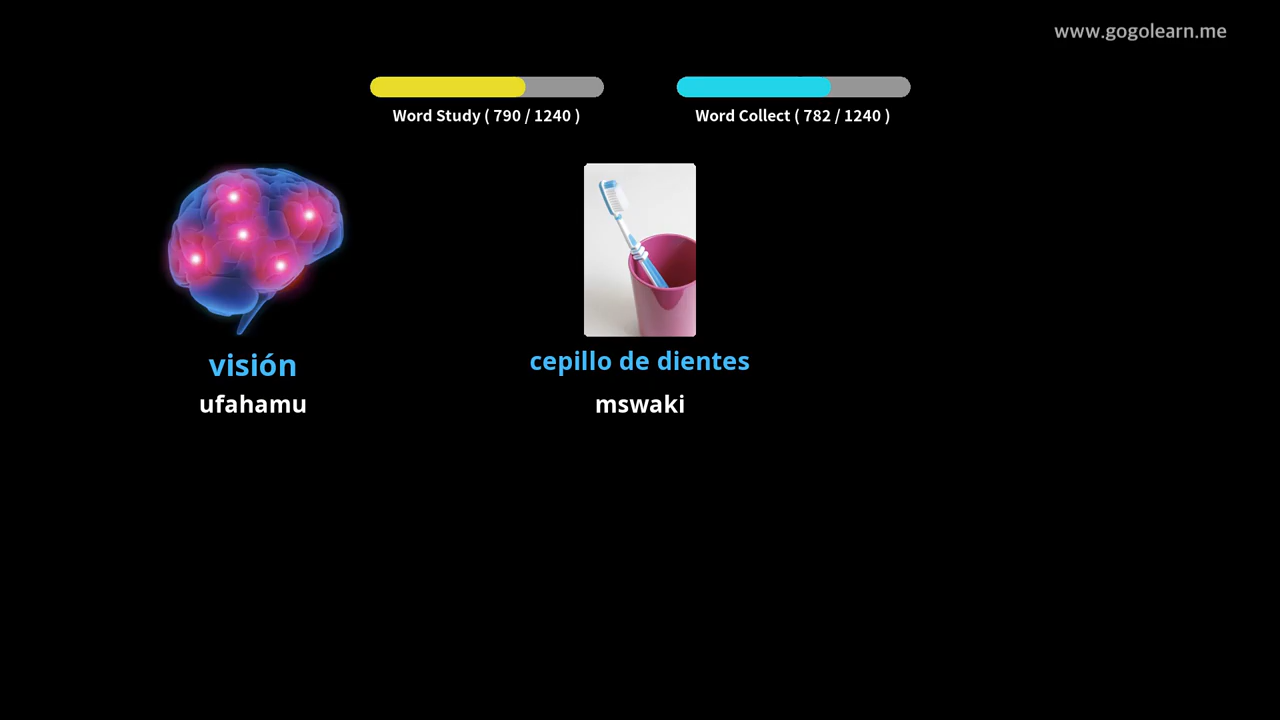 www.gogolearn.me
Word Study ( 790 / 1240 )
Word Collect ( 782 / 1240 )
visión
ufahamu
cepillo de dientes
mswaki